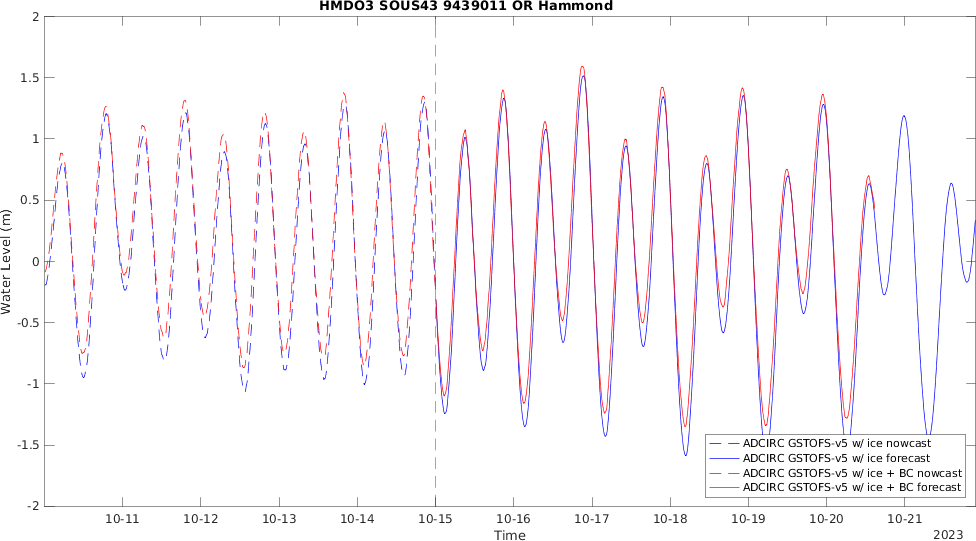 HMDO3 SOUS43 9439011 OR Hammond
2
1.5
1
0.5
0
-0.5
-1
-1.5
-2
Water Level (m)
10-11 10-12 10-13 10-14 10-15 10-16 10-17 10-18 10-19 10-20 10-21
Time
2023
ADCIRC GSTOFS-v5 w/ ice nowcast
ADCIRC GSTOFS-v5 w/ ice forecast
ADCIRC GSTOFS-v5 w/ ice + BC nowcast
ADCIRC GSTOFS-v5 w/ ice + BC forecast